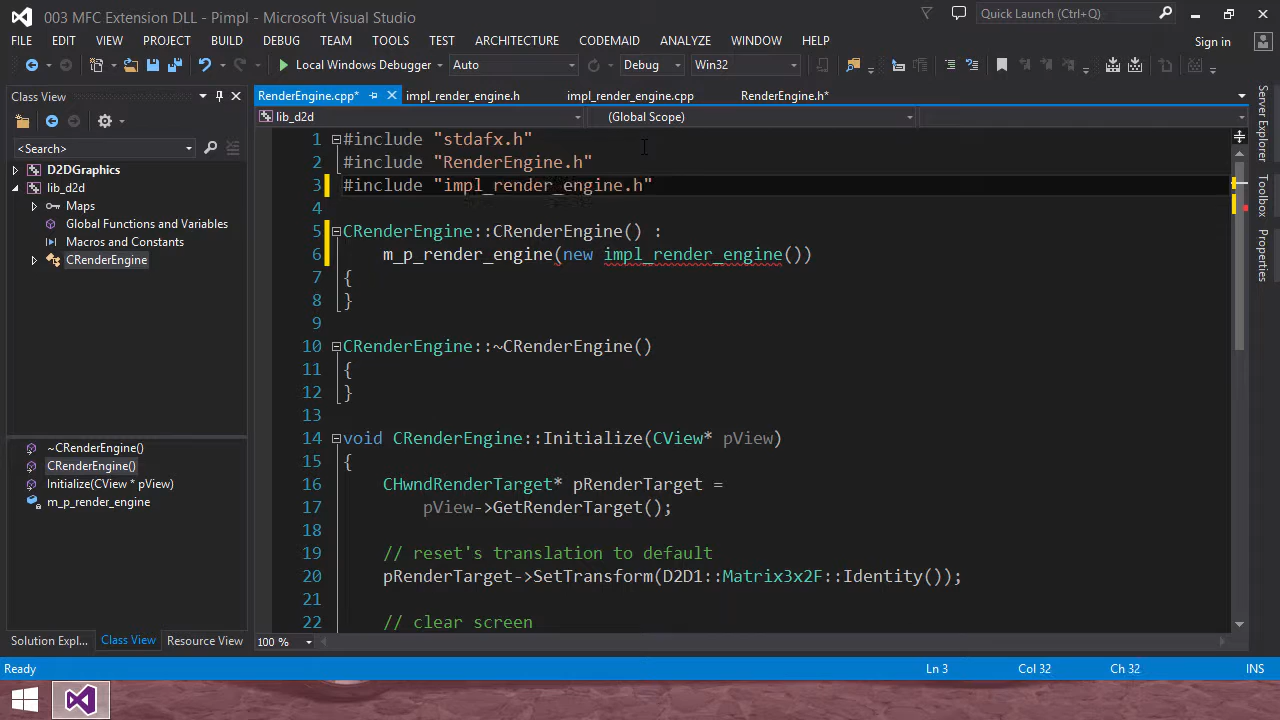 003 MFC Extension DLL - Pimpl - Microsoft Visual Studio
Quick Launch (Ctrl+Q)
FILE EDIT VIEW PROJECT BUILD DEBUG TEAM TOOLS TEST ARCHITECTURE CODEMAID ANALYZE WINDOW HELP
Sign in
Local Windows Debugger Auto Debug Win32
Class View
RenderEngine.cpp* impl_render_engine.h impl_render_engine.cpp RenderEngine.h*
lib_d2d (Global Scope)
<Search>
D2DGraphics
lib_d2d
Maps
Global Functions and Variables
Macros and Constants
CRenderEngine
~CRenderEngine()
CRenderEngine()
Initialize(CView * pView)
m_p_render_engine
Solution Expl... Class View Resource View
1 #include "stdafx.h"
2 #include "RenderEngine.h"
3 #include "impl_render_engine.h"
4
5 CRenderEngine::CRenderEngine() :
6 m_p_render_engine(new impl_render_engine())
7 {
8 }
9
10 CRenderEngine::~CRenderEngine()
11 {
12 }
13
14 void CRenderEngine::Initialize(CView* pView)
15 {
16 CHwndRenderTarget* pRenderTarget =
17 pView->GetRenderTarget();
18
19 // reset's translation to default
20 pRenderTarget->SetTransform(D2D1::Matrix3x2F::Identity());
21
22 // clear screen
100 %
Server Explorer
Toolbox
Properties
Ready Ln 3 Col 32 Ch 32 INS